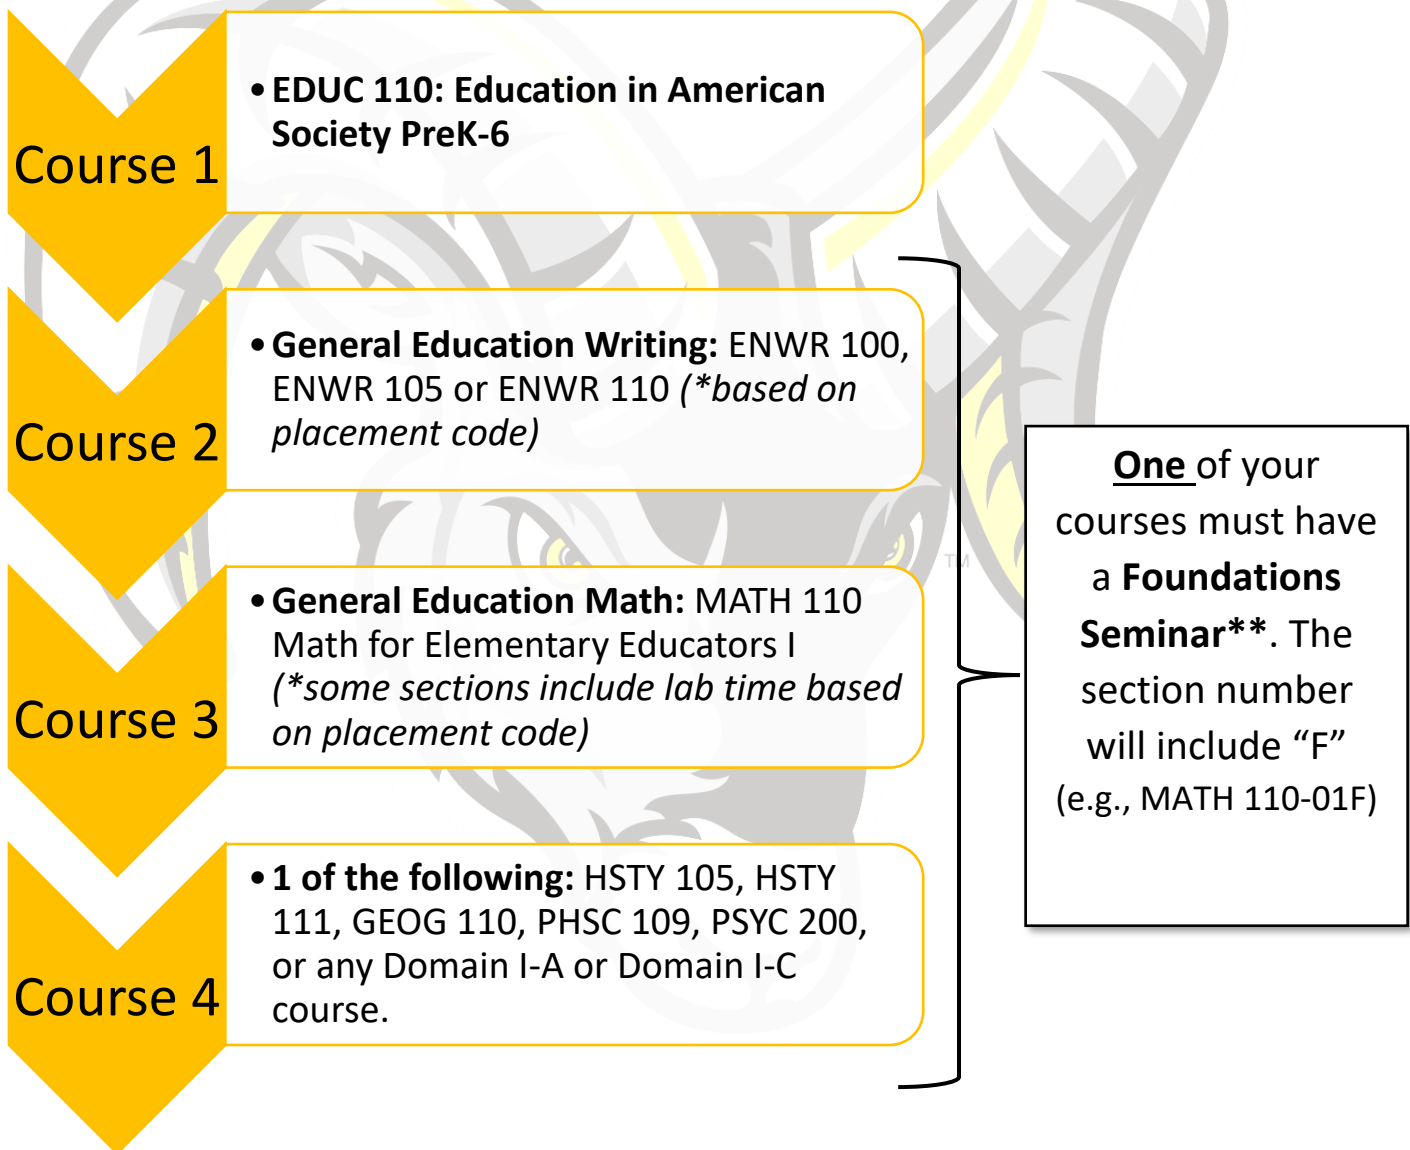 Course 1
• EDUC 110: Education in American
Society PreK-6
Course 2
• General Education Writing: ENWR 100,
ENWR 105 or ENWR 110 (*based on
placement code)
Course 3
• General Education Math: MATH 110
Math for Elementary Educators I
(*some sections include lab time based
on placement code)
Course 4
• 1 of the following: HSTY 105, HSTY
111, GEOG 110, PHSC 109, PSYC 200,
or any Domain I-A or Domain I-C
course.
One of your
courses must have
a Foundations
Seminar**. The
section number
will include “F”
(e.g., MATH 110-01F)
TM